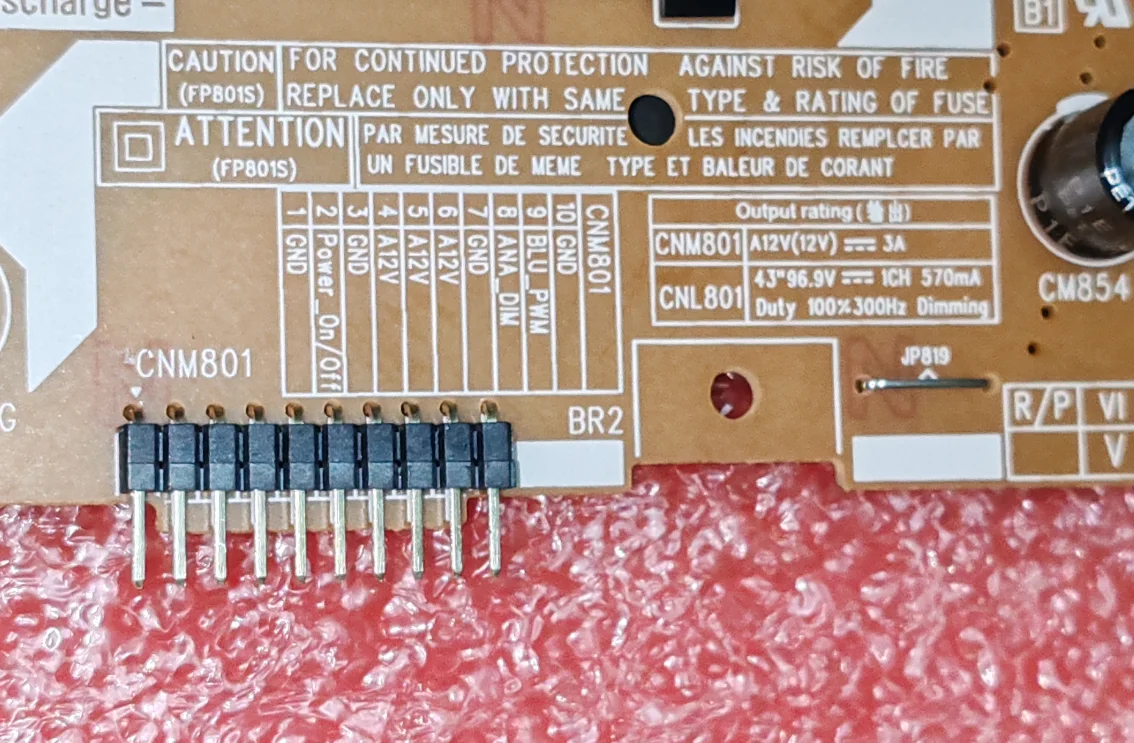 scharge –
B1
CAUTION
(FP801S)
FOR CONTINUED PROTECTION AGAINST RISK OF FIRE
REPLACE ONLY WITH SAME TYPE & RATING OF FUSE
ATTENTION
(FP801S)
PAR MESURE DE SECURITE LES INCENDIES REMPLCER PAR
UN FUSIBLE DE MEME TYPE ET BALEUR DE CORANT
CNM801
10 GND
9 BLU_PWM
8 ANA_DIM
7 GND
6 A12V
5 A12V
4 A12V
3 GND
2 Power_On/Off
1 GND
Output rating (输出)
CNM801 A12V(12V) ⎓ 3A
CNL801 43"96.9V ⎓ 1CH 570mA
Duty 100%300Hz Dimming
CM854
CNM801
BR2
JP819
R/P VI
V
G